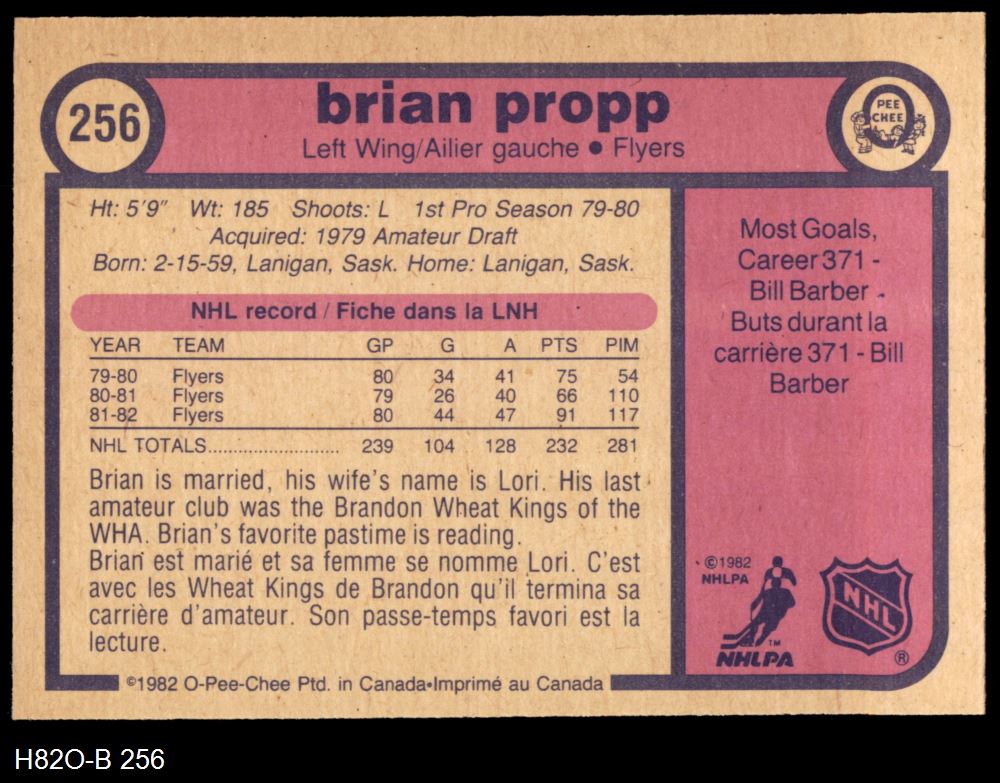 256
brian propp
Left Wing/Ailier gauche ● Flyers
PEE
CHEE
Ht: 5'9" Wt: 185 Shoots: L 1st Pro Season 79-80
Acquired: 1979 Amateur Draft
Born: 2-15-59, Lanigan, Sask. Home: Lanigan, Sask.
NHL record / Fiche dans la LNH
YEAR TEAM GP G A PTS PIM
79-80 Flyers 80 34 41 75 54
80-81 Flyers 79 26 40 66 110
81-82 Flyers 80 44 47 91 117
NHL TOTALS.......................... 239 104 128 232 281
Brian is married, his wife's name is Lori. His last
amateur club was the Brandon Wheat Kings of the
WHA. Brian's favorite pastime is reading.
Brian est marié et sa femme se nomme Lori. C'est
avec les Wheat Kings de Brandon qu'il termina sa
carrière d'amateur. Son passe-temps favori est la
lecture.
Most Goals,
Career 371 -
Bill Barber -
Buts durant la
carrière 371 - Bill
Barber
©1982
NHLPA
TM
NHLPA
NHL
®
©1982 O-Pee-Chee Ptd. in Canada•Imprimé au Canada
H82O-B 256